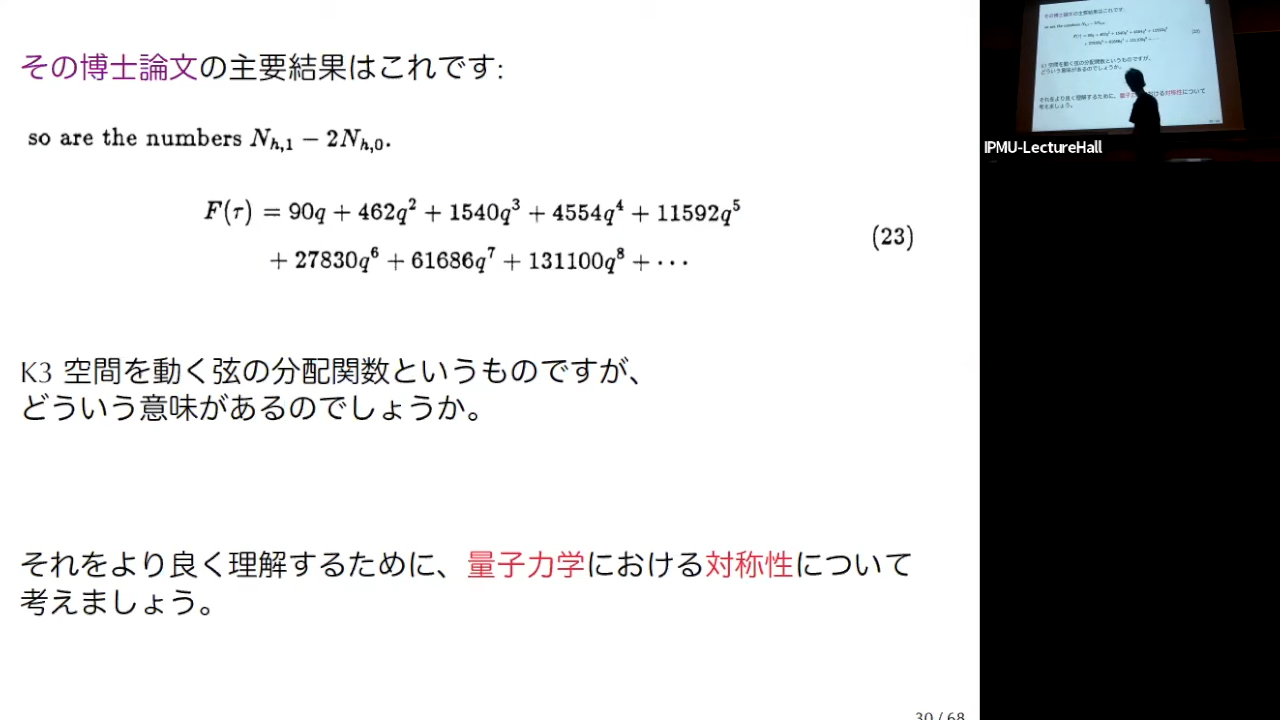 その博士論文の主要結果はこれです:
so are the numbers $N_{h,1} - 2N_{h,0}$.
$F(\tau) = 90q + 462q^2 + 1540q^3 + 4554q^4 + 11592q^5$
$+ 27830q^6 + 61686q^7 + 131100q^8 + \cdots$
(23)
K3 空間を動く弦の分配関数というものですが、
どういう意味があるのでしょうか。
それをより良く理解するために、量子力学における対称性について
考えましょう。
30 / 68
IPMU-LectureHall